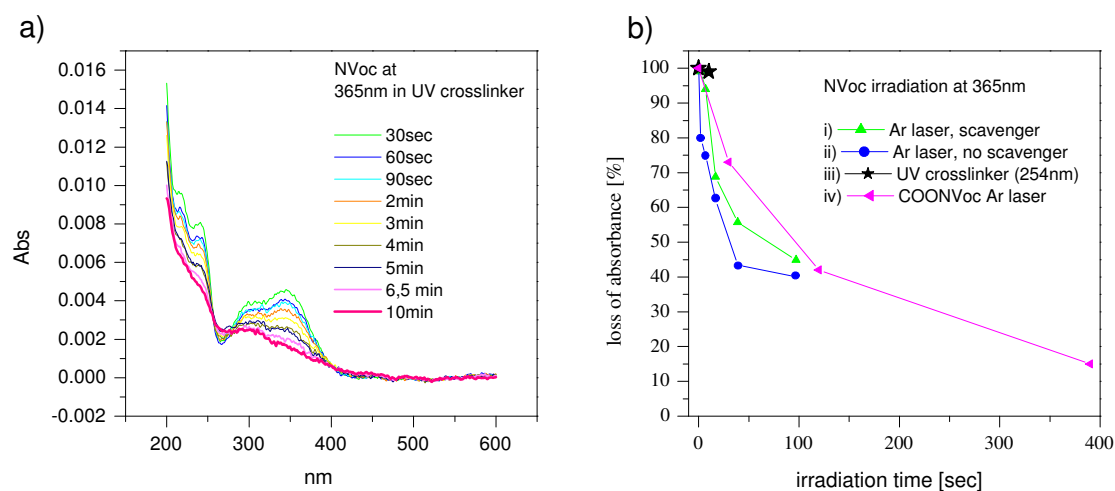 a)
NVoc at
365nm in UV crosslinker
30sec
60sec
90sec
2min
3min
4min
5min
6,5 min
10min
0.016
0.014
0.012
0.010
0.008
0.006
0.004
0.002
0.000
-0.002
Abs
200 300 400 500 600
nm
b)
NVoc irradiation at 365nm
i) Ar laser, scavenger
ii) Ar laser, no scavenger
iii) UV crosslinker (254nm)
iv) COONVoc Ar laser
100
90
80
70
60
50
40
30
20
10
0
loss of absorbance [%]
0 100 200 300 400
irradiation time [sec]